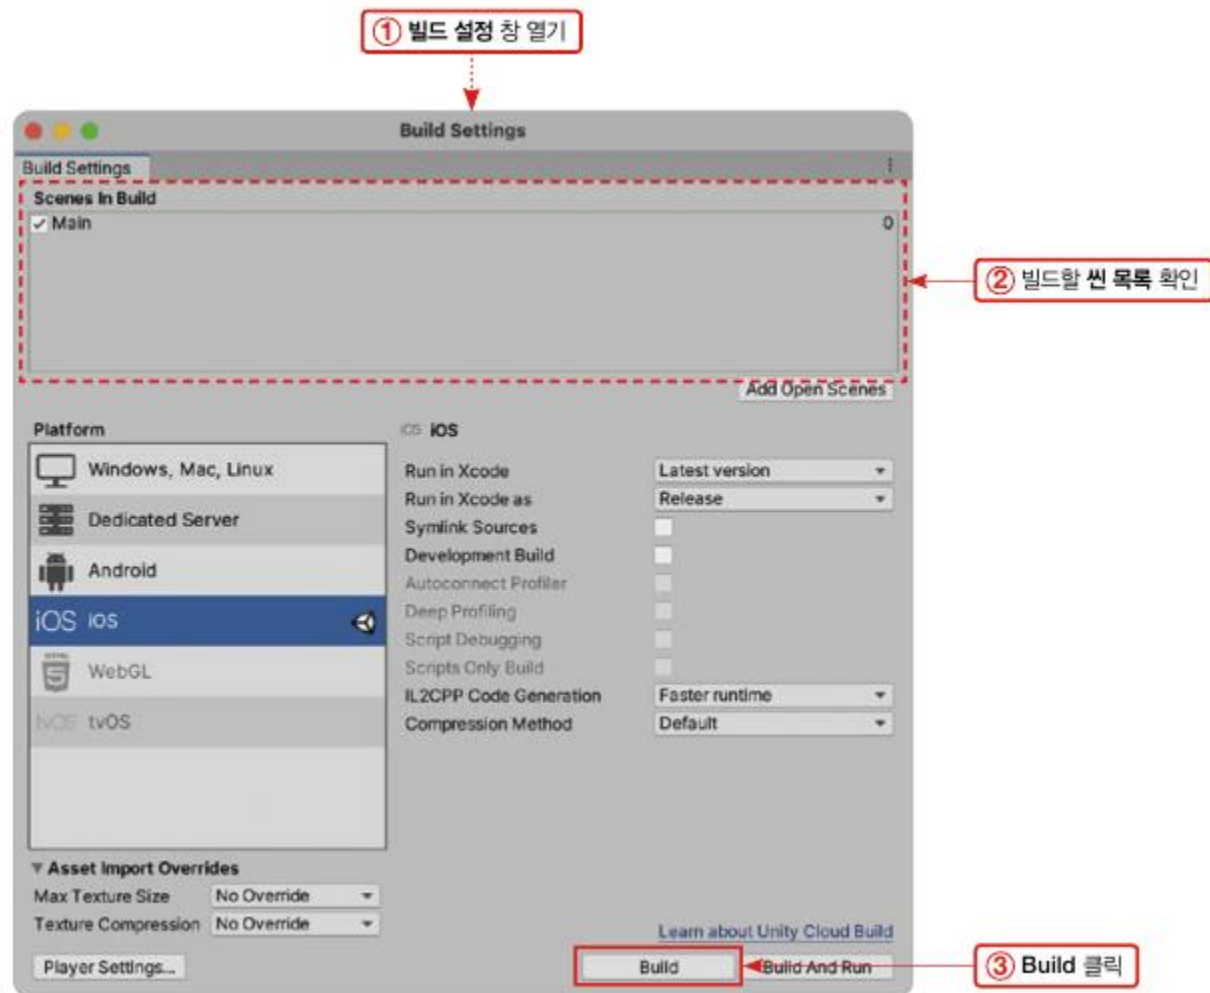 ① 빌드 설정 창 열기
Build Settings
Build Settings
Scenes In Build
Main 0
② 빌드할 씬 목록 확인
Add Open Scenes
Platform
Windows, Mac, Linux
Dedicated Server
Android
iOS iOS
WebGL
tvOS tvOS
iOS iOS
Run in Xcode Latest version
Run in Xcode as Release
Symlink Sources
Development Build
Autoconnect Profiler
Deep Profiling
Script Debugging
Scripts Only Build
IL2CPP Code Generation Faster runtime
Compression Method Default
Asset Import Overrides
Max Texture Size No Override
Texture Compression No Override
Learn about Unity Cloud Build
Player Settings... Build Build And Run
③ Build 클릭